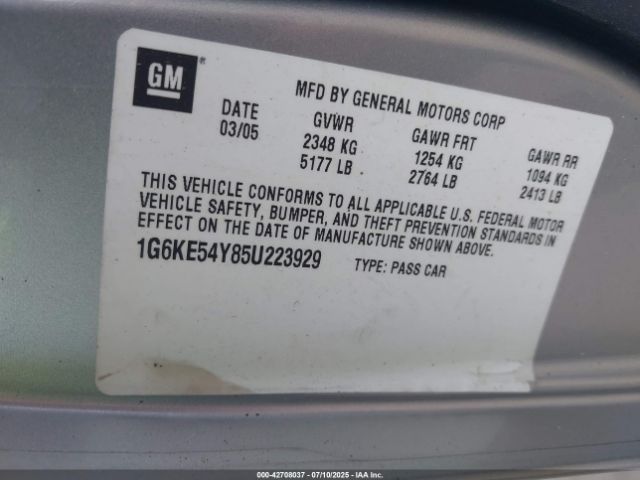 GM
®
MFD BY GENERAL MOTORS CORP
DATE GVWR GAWR FRT GAWR RR
03/05 2348 KG 1254 KG 1094 KG
5177 LB 2764 LB 2413 LB
THIS VEHICLE CONFORMS TO ALL APPLICABLE U.S. FEDERAL MOTOR
VEHICLE SAFETY, BUMPER, AND THEFT PREVENTION STANDARDS IN
EFFECT ON THE DATE OF MANUFACTURE SHOWN ABOVE.
1G6KE54Y85U223929 TYPE: PASS CAR
000-42708037 - 07/10/2025 - IAA.